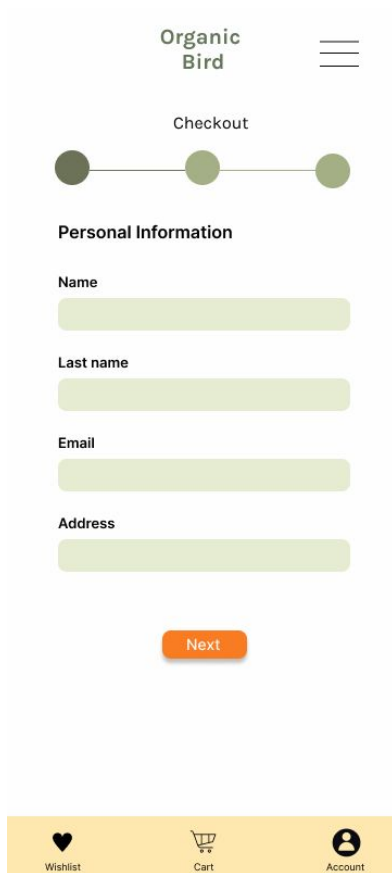 Organic
Bird
Checkout
Personal Information
Name
Last name
Email
Address
Next
Wishlist
Cart
Account